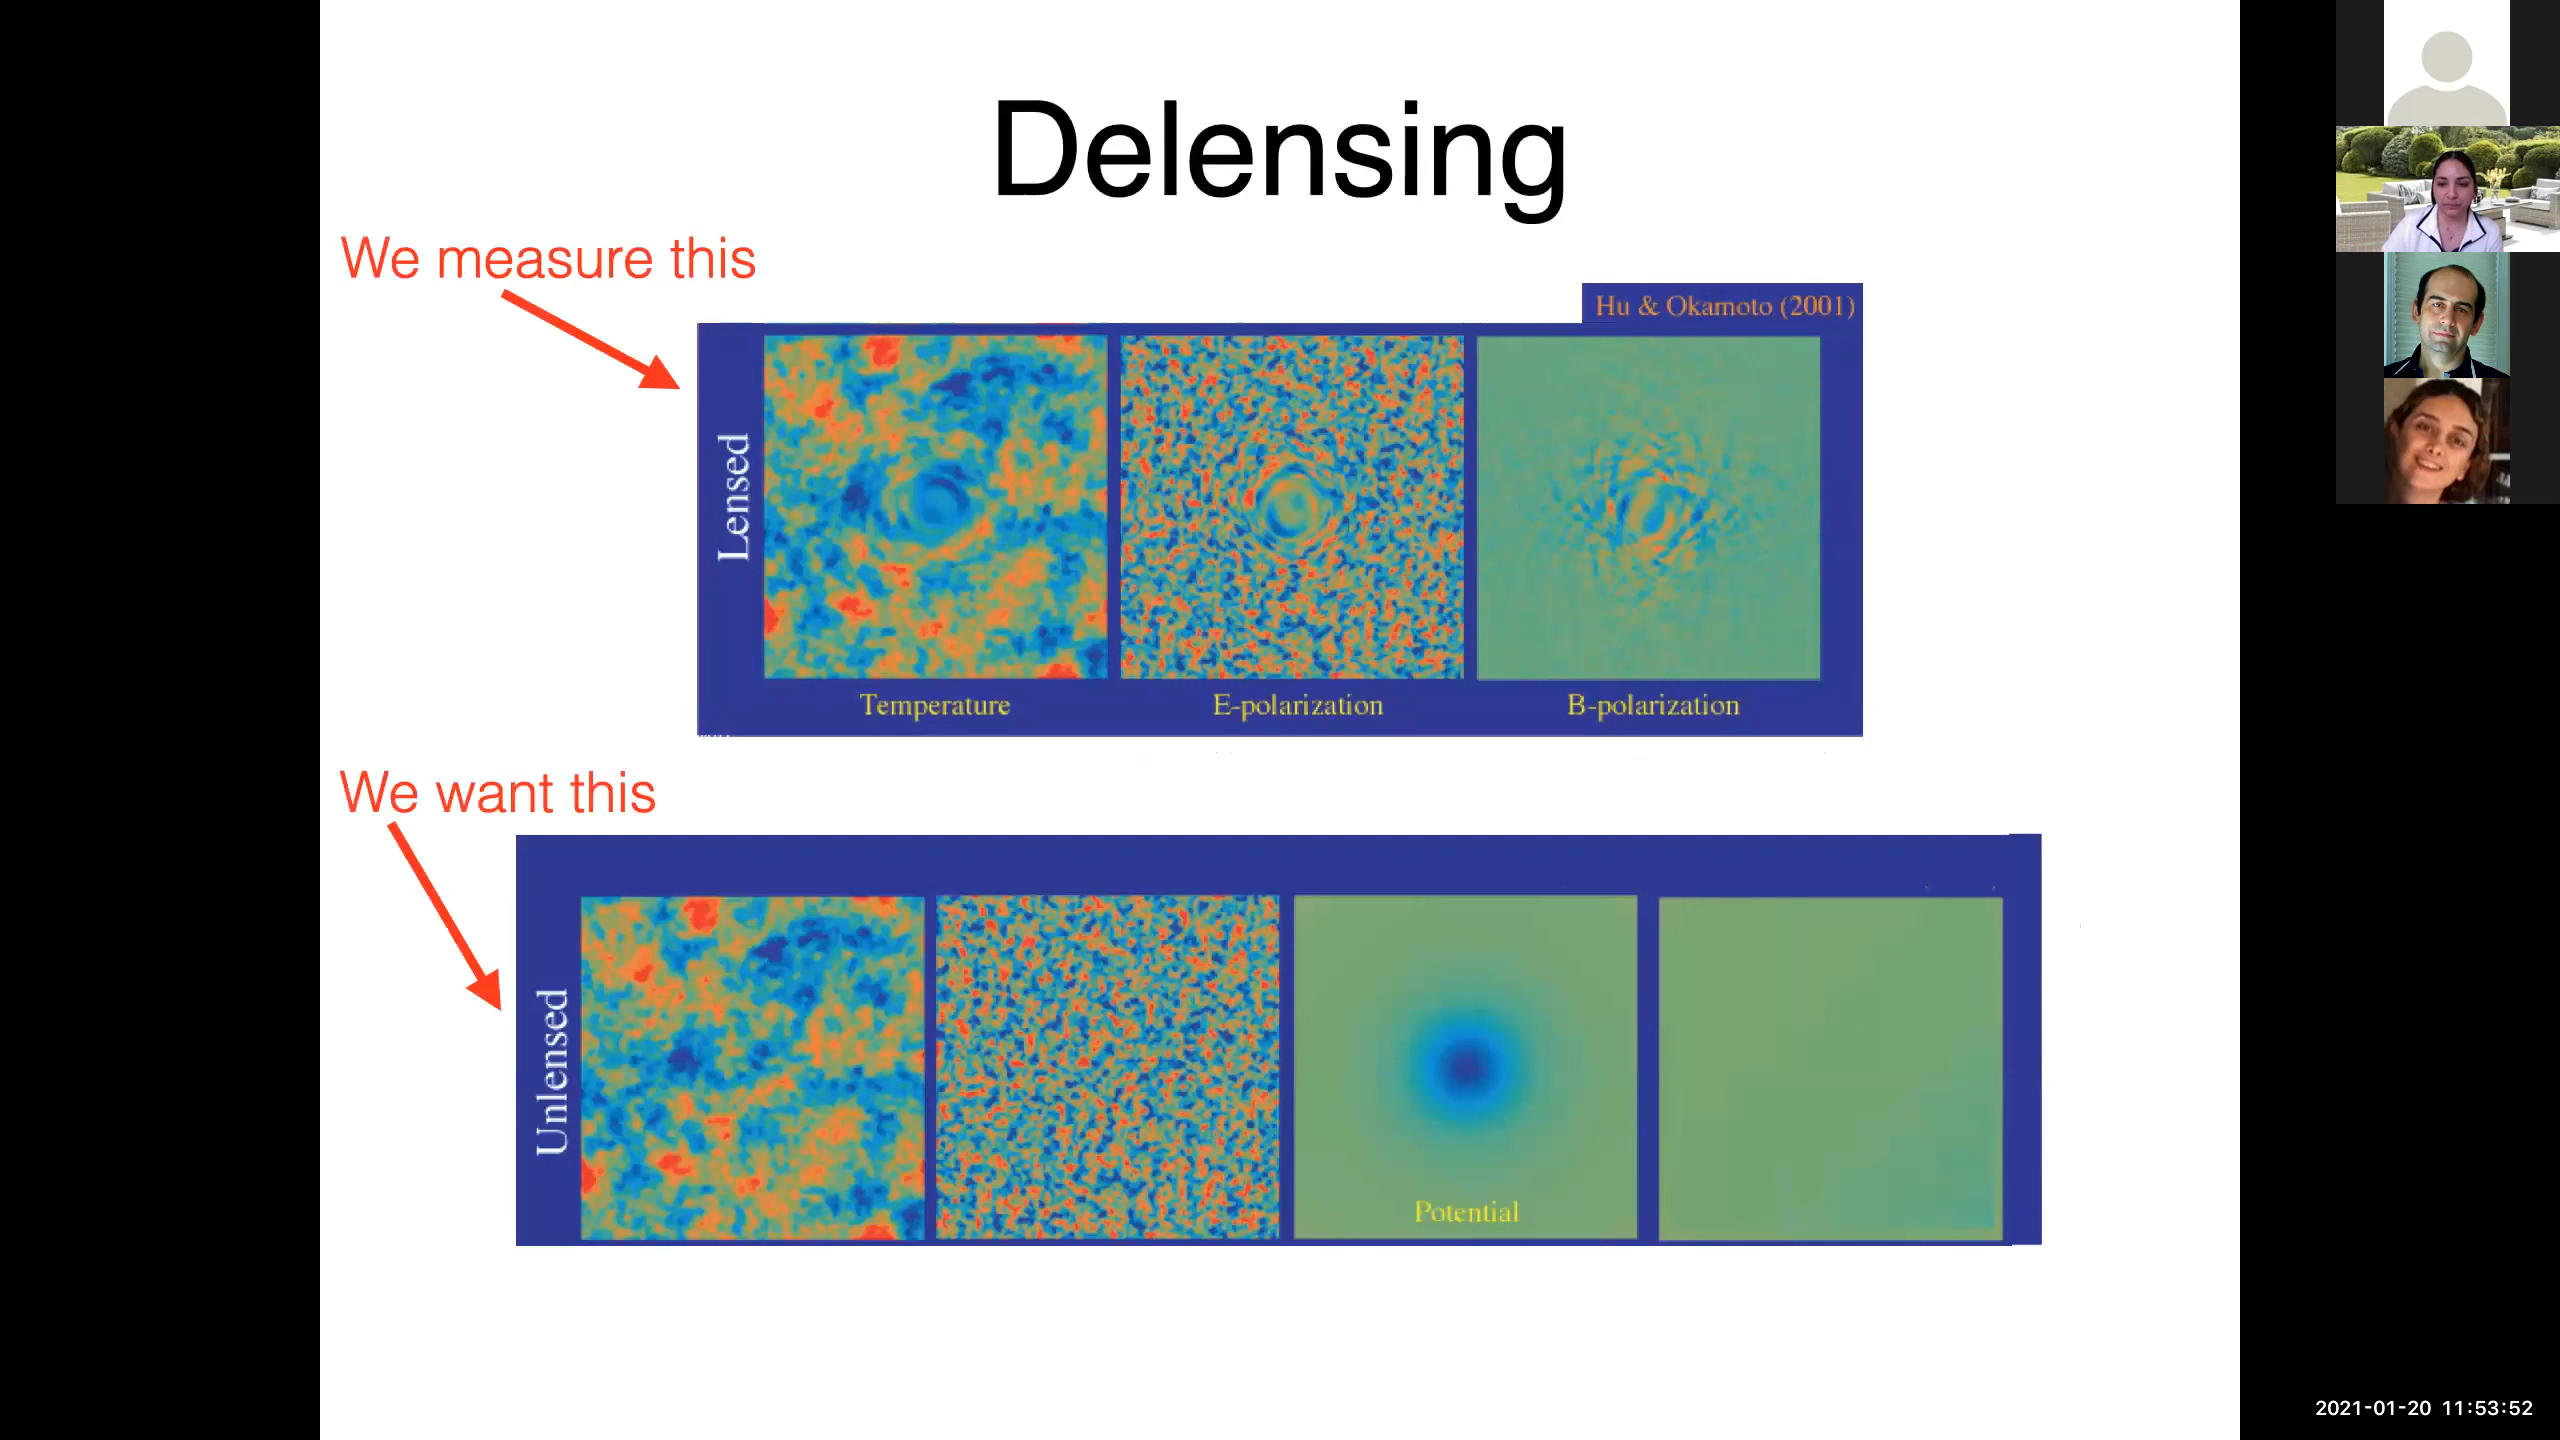 Delensing
We measure this
Hu & Okamoto (2001)
Lensed
Temperature
E-polarization
B-polarization
We want this
Unlensed
Potential
2021-01-20 11:53:52